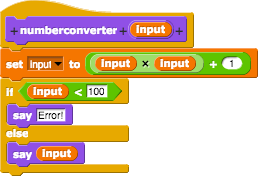 + numberconverter + Input +
set Input to Input × Input + 1
if Input < 100
say Error!
else
say Input